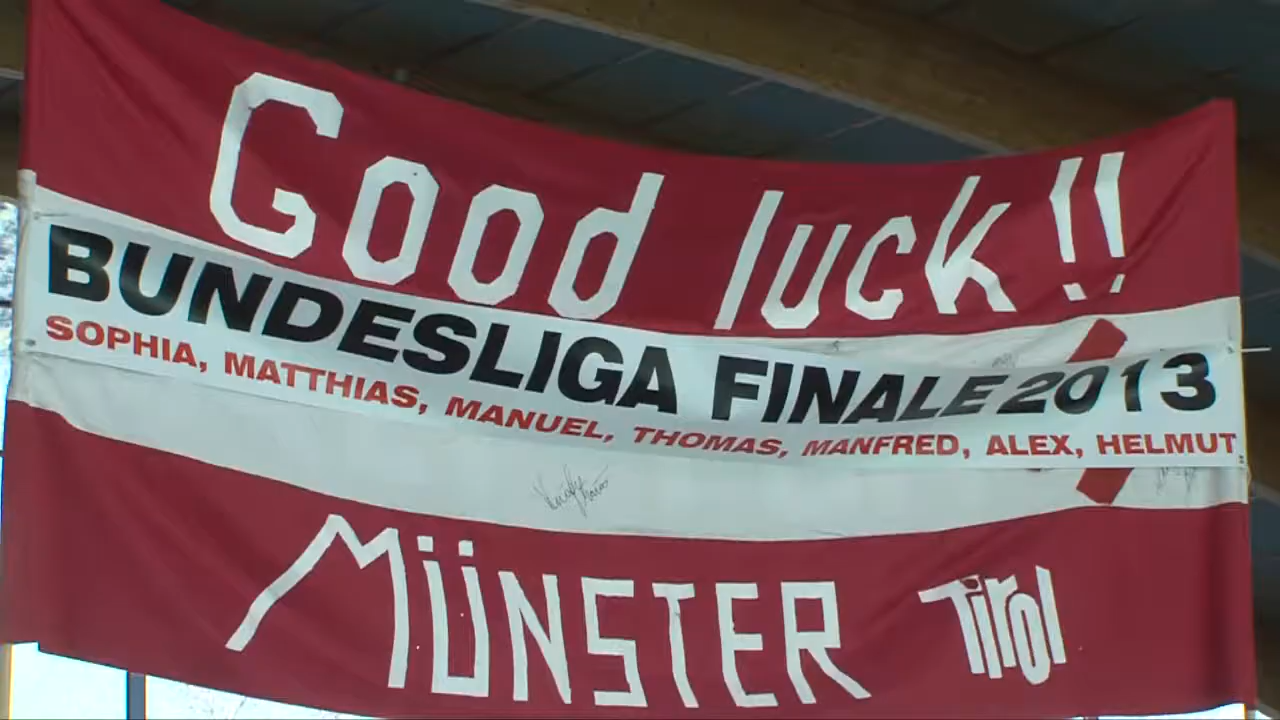 Good luck!!
BUNDESLIGA FINALE 2013
SOPHIA, MATTHIAS, MANUEL, THOMAS, MANFRED, ALEX, HELMUT
MÜNSTER Tirol